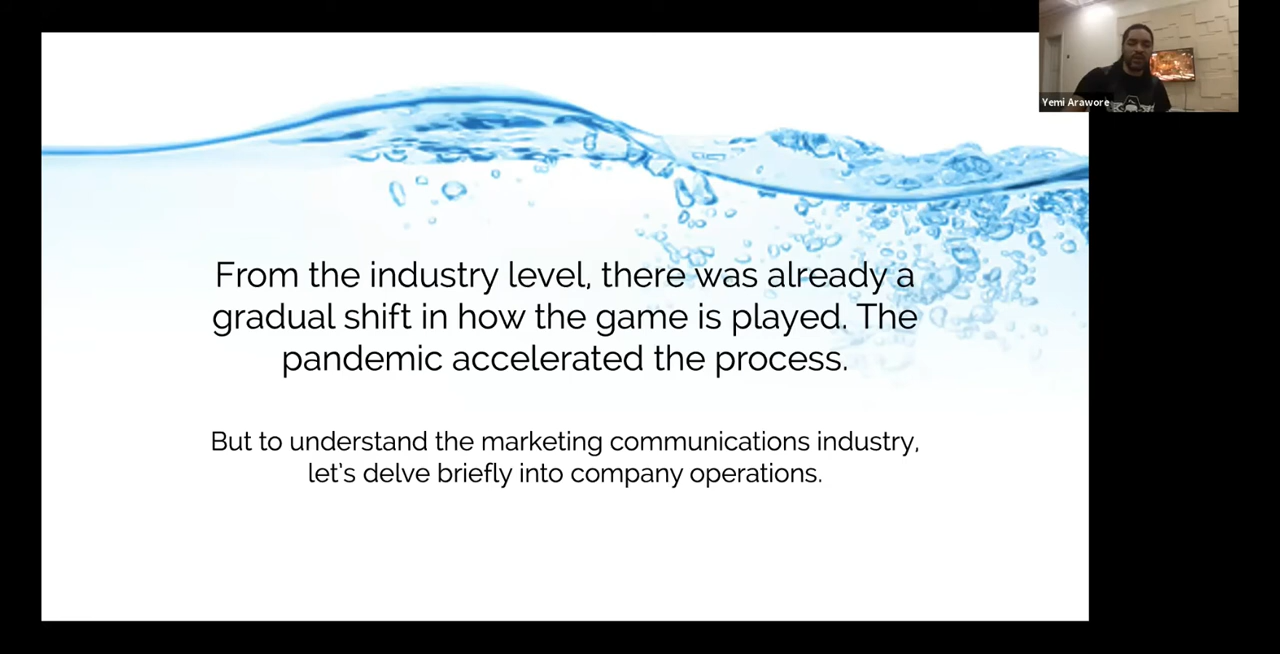 Yemi Arawore
From the industry level, there was already a
gradual shift in how the game is played. The
pandemic accelerated the process.
But to understand the marketing communications industry,
let's delve briefly into company operations.